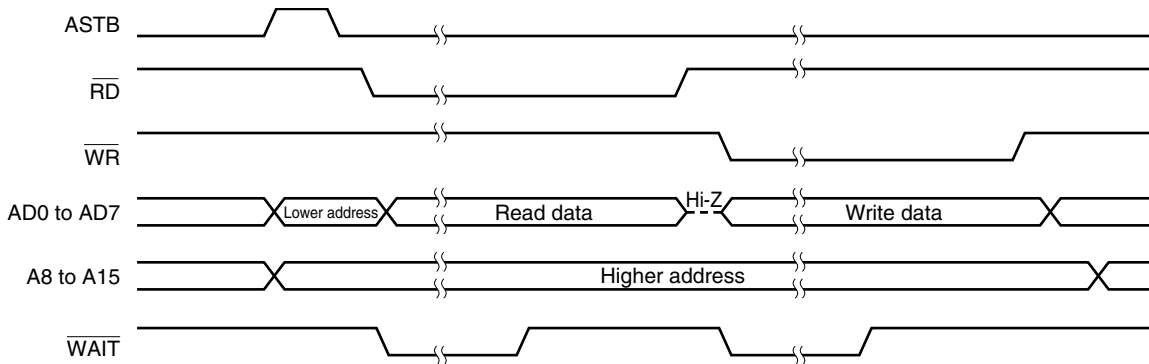 ASTB
RD
WR
AD0 to AD7 Lower address Read data Hi-Z Write data
A8 to A15 Higher address
WAIT